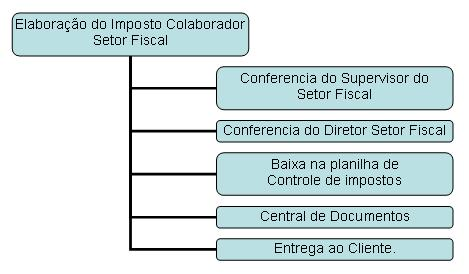 Elaboração do Imposto Colaborador
Setor Fiscal
Conferencia do Supervisor do
Setor Fiscal
Conferencia do Diretor Setor Fiscal
Baixa na planilha de
Controle de impostos
Central de Documentos
Entrega ao Cliente.